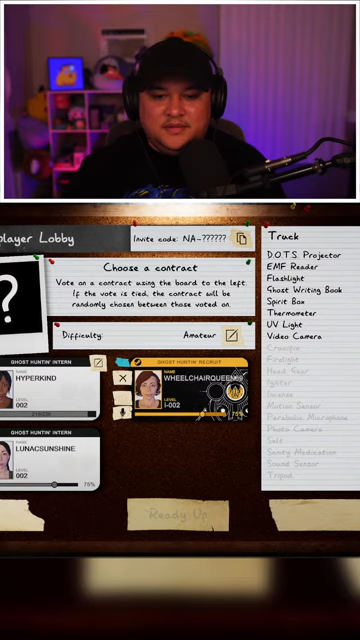 player Lobby
Invite code: NA-??????
Choose a contract
Vote on a contract using the board to the left.
If the vote is tied, the contract will be
randomly chosen between those voted on.
Difficulty:
Amateur
GHOST HUNTIN' INTERN
NAME
HYPERKIND
LEVEL
002
GHOST HUNTIN' RECRUIT
NAME
WHEELCHAIRQUEEN
LEVEL
I-002
75%
GHOST HUNTIN' INTERN
NAME
LUNACSUNSHINE
LEVEL
002
75%
Ready Up
Truck
D.O.T.S. Projector
EMF Reader
Flashlight
Ghost Writing Book
Spirit Box
Thermometer
UV Light
Video Camera
Crucifix
Firelight
Head Gear
Igniter
Incense
Motion Sensor
Parabolic Microphone
Photo Camera
Salt
Sanity Medication
Sound Sensor
Tripod